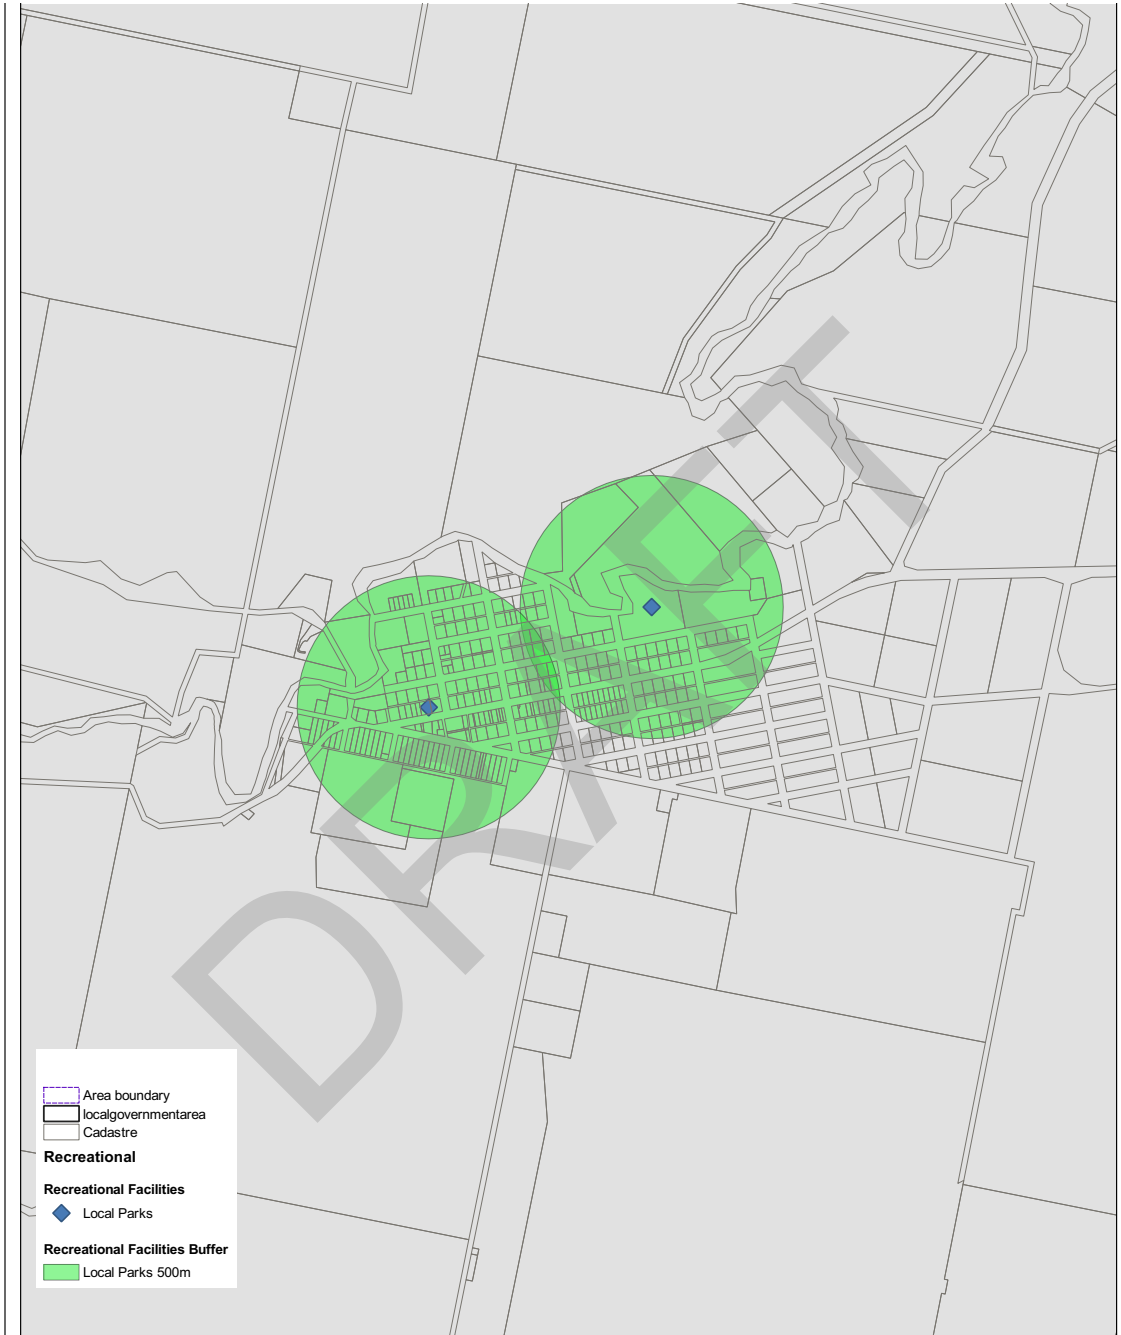 DRAFT
Area boundary
localgovernmentarea
Cadastre
Recreational
Recreational Facilities
Local Parks
Recreational Facilities Buffer
Local Parks 500m